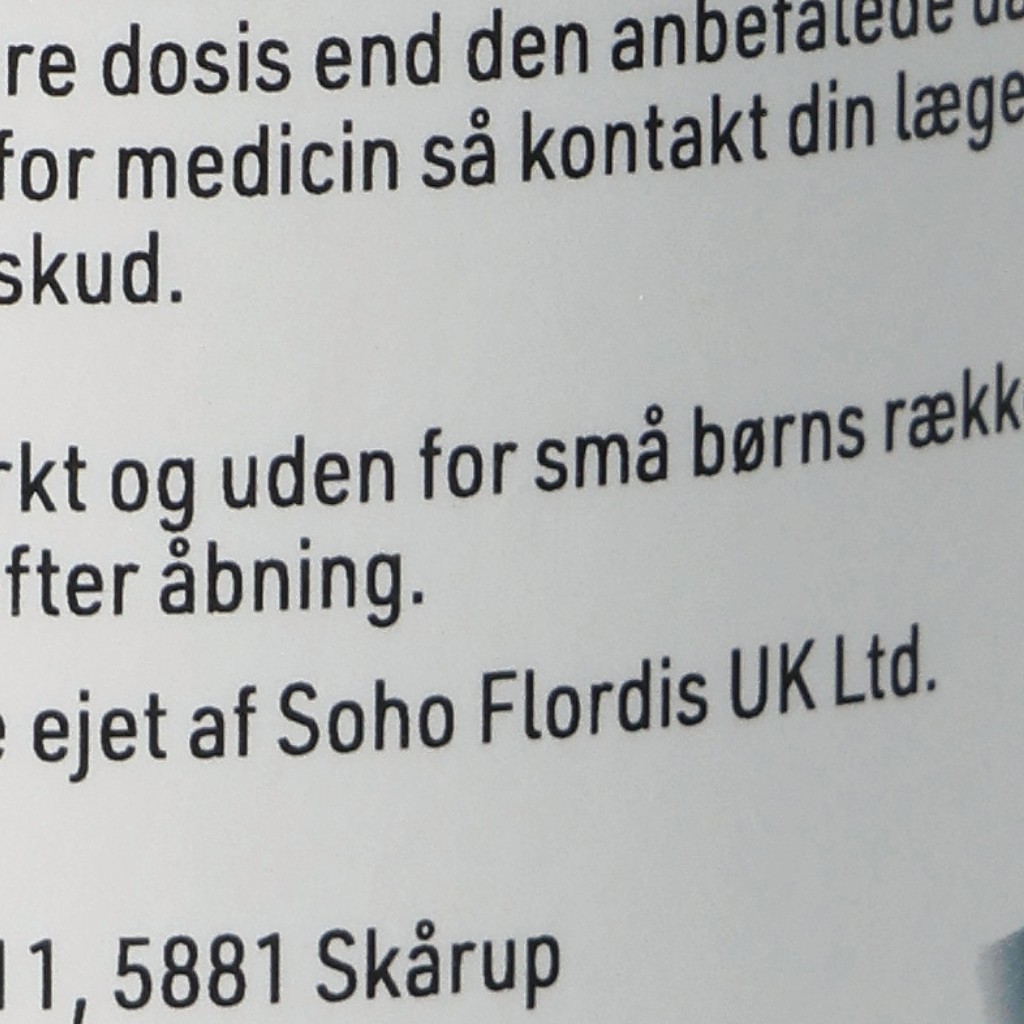 re dosis end den anbefalede
for medicin så kontakt din læge
skud.
rkt og uden for små børns rækk
fter åbning.
e ejet af Soho Flordis UK Ltd.
11, 5881 Skårup